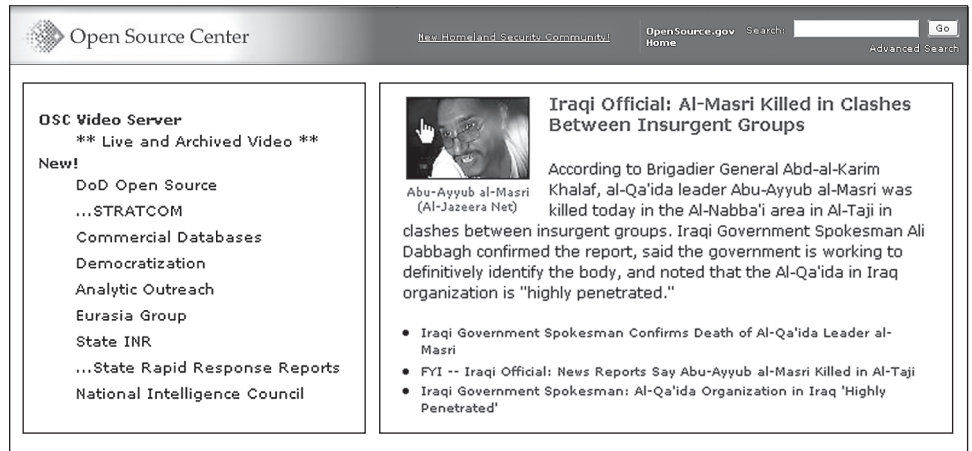 Open Source Center
New Homeland Security Community!
OpenSource.gov
Home
Search:
Go
Advanced Search
OSC Video Server
** Live and Archived Video **
New!
DoD Open Source
...STRATCOM
Commercial Databases
Democratization
Analytic Outreach
Eurasia Group
State INR
...State Rapid Response Reports
National Intelligence Council
Abu-Ayyub al-Masri
(Al-Jazeera Net)
Iraqi Official: Al-Masri Killed in Clashes
Between Insurgent Groups
According to Brigadier General Abd-al-Karim
Khalaf, al-Qa'ida leader Abu-Ayyub al-Masri was
killed today in the Al-Nabba'i area in Al-Taji in
clashes between insurgent groups. Iraqi Government Spokesman Ali
Dabbagh confirmed the report, said the government is working to
definitively identify the body, and noted that the Al-Qa'ida in Iraq
organization is "highly penetrated."
• Iraqi Government Spokesman Confirms Death of Al-Qa'ida Leader al-
Masri
• FYI -- Iraqi Official: News Reports Say Abu-Ayyub al-Masri Killed in Al-Taji
• Iraqi Government Spokesman: Al-Qa'ida Organization in Iraq 'Highly
Penetrated'